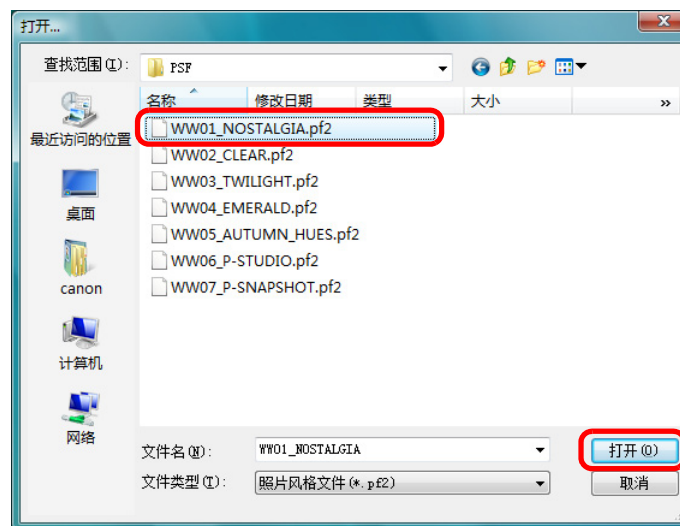 打开...
查找范围(I):
PSF
名称 修改日期 类型 大小 »
WW01_NOSTALGIA.pf2
WW02_CLEAR.pf2
WW03_TWILIGHT.pf2
WW04_EMERALD.pf2
WW05_AUTUMN_HUES.pf2
WW06_P-STUDIO.pf2
WW07_P-SNAPSHOT.pf2
最近访问的位置
桌面
canon
计算机
网络
文件名(N): WW01_NOSTALGIA 打开(O)
文件类型(T): 照片风格文件(*.pf2) 取消